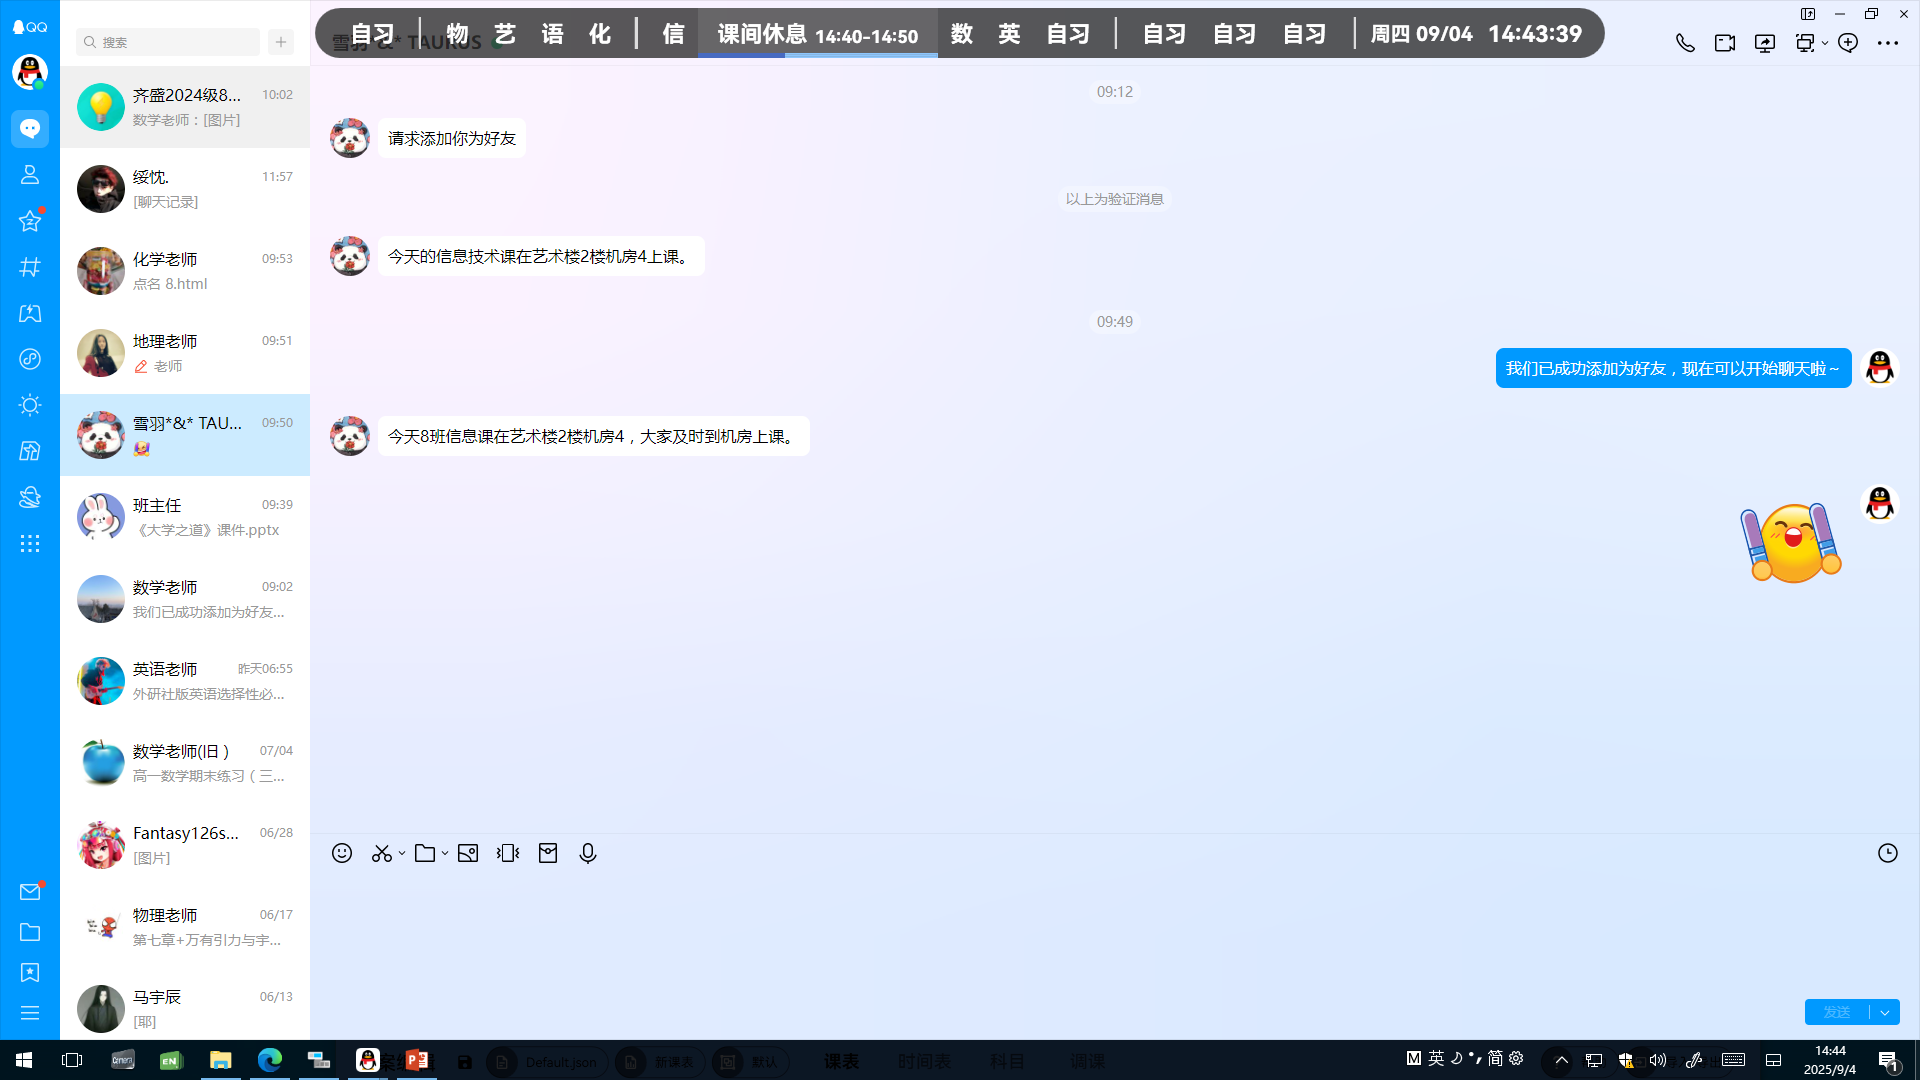 QQ
搜索
自习
物 艺 语 化
信
课间休息 14:40-14:50
数 英 自习
自习 自习 自习
周四 09/04 14:43:39
雪羽*&* TAURUS
齐盛2024级8... 10:02
数学老师：[图片]
绥忱. 11:57
[聊天记录]
化学老师 09:53
点名 8.html
地理老师 09:51
老师
雪羽*&* TAU... 09:50
班主任 09:39
《大学之道》课件.pptx
数学老师 09:02
我们已成功添加为好友...
英语老师 昨天06:55
外研社版英语选择性必...
数学老师(旧） 07/04
高一数学期末练习（三...
Fantasy126s... 06/28
[图片]
物理老师 06/17
第七章+万有引力与宇...
马宇辰 06/13
[耶]
09:12
请求添加你为好友
以上为验证消息
今天的信息技术课在艺术楼2楼机房4上课。
09:49
我们已成功添加为好友，现在可以开始聊天啦～
今天8班信息课在艺术楼2楼机房4，大家及时到机房上课。
发送
EN
Default.json
新课表
默认
课表
时间表
科目
调课
M 英 简
14:44
2025/9/4
1